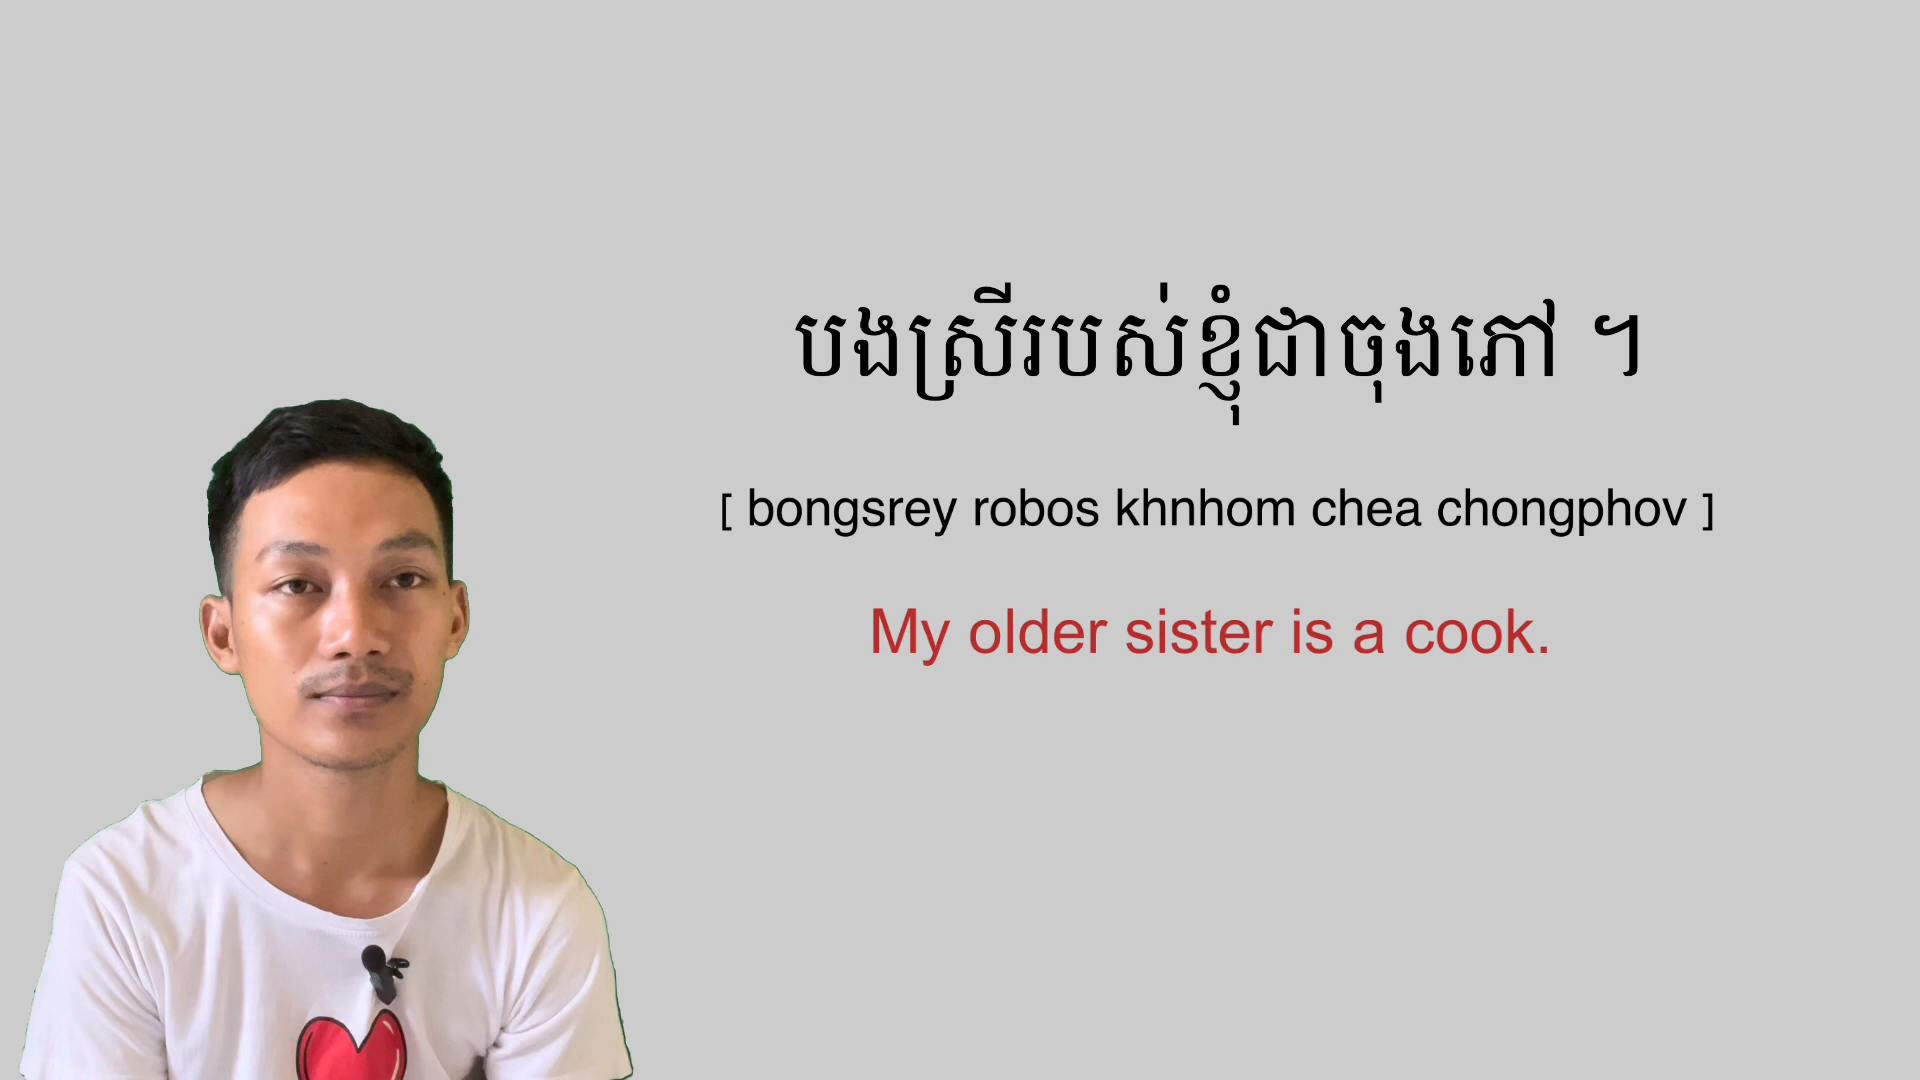 បងស្រីរបស់ខ្ញុំជាចុងភៅ ។
[ bongsrey robos khnhom chea chongphov ]
My older sister is a cook.